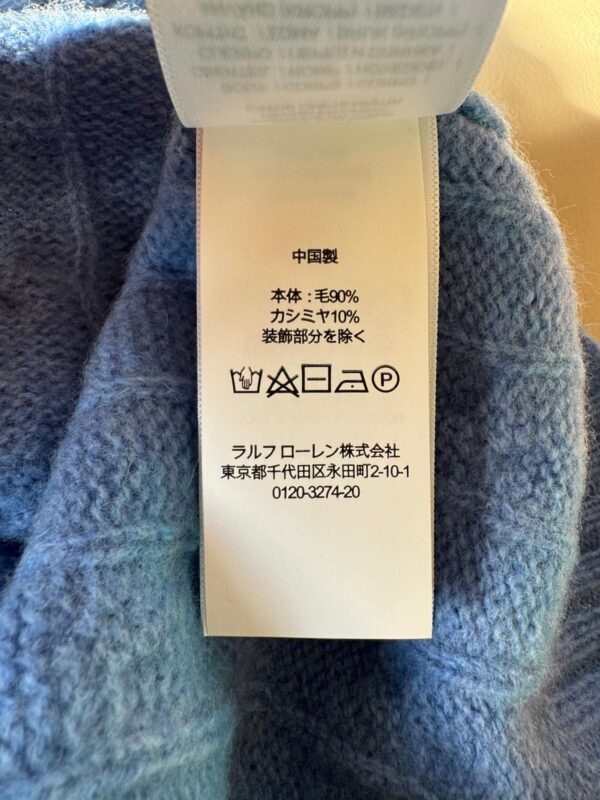 中国製
本体：毛90%
カシミヤ10%
装飾部分を除く
P
ラルフ ローレン株式会社
東京都千代田区永田町2-10-1
0120-3274-20